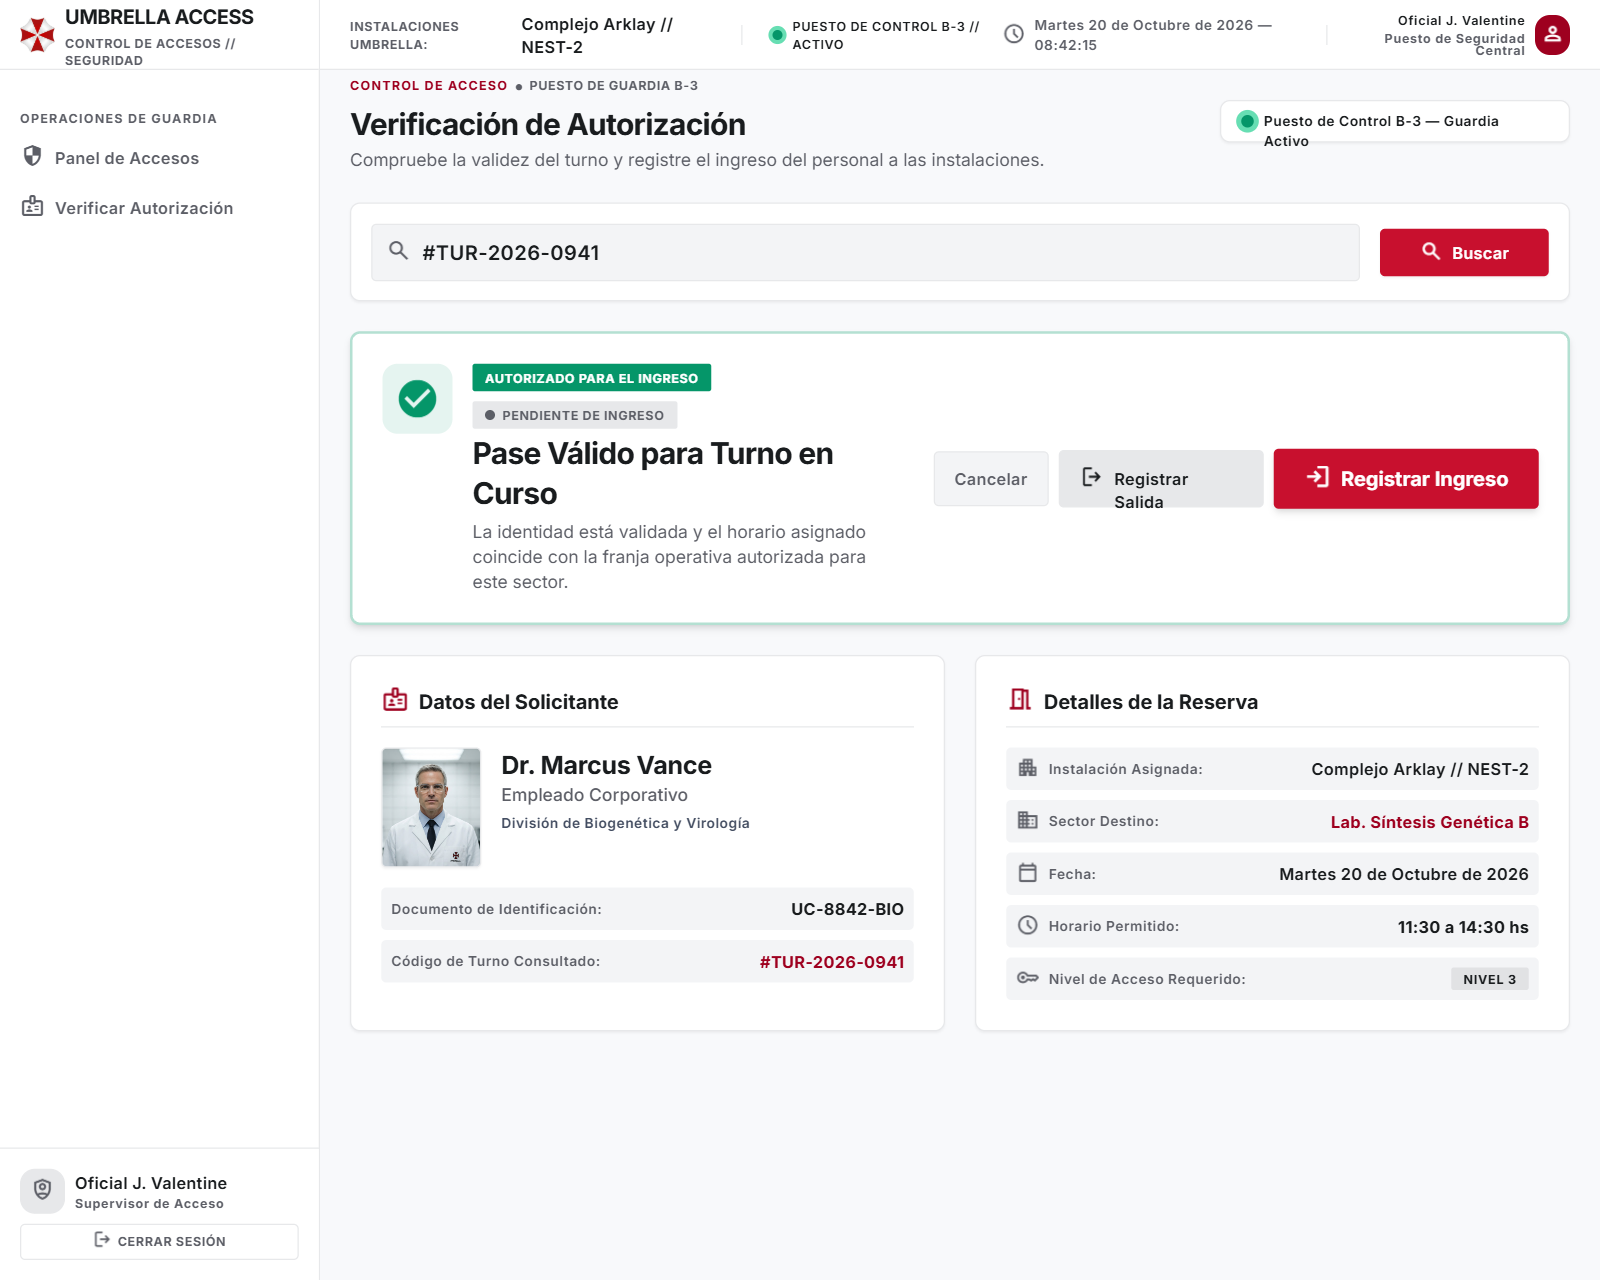 UMBRELLA ACCESS
CONTROL DE ACCESOS //
SEGURIDAD
INSTALACIONES
UMBRELLA:
Complejo Arklay //
NEST-2
PUESTO DE CONTROL B-3 //
ACTIVO
Martes 20 de Octubre de 2026 —
08:42:15
Oficial J. Valentine
Puesto de Seguridad
Central
OPERACIONES DE GUARDIA
Panel de Accesos
Verificar Autorización
CONTROL DE ACCESO ● PUESTO DE GUARDIA B-3
Verificación de Autorización
Compruebe la validez del turno y registre el ingreso del personal a las instalaciones.
Puesto de Control B-3 — Guardia
Activo
#TUR-2026-0941
Buscar
AUTORIZADO PARA EL INGRESO
PENDIENTE DE INGRESO
Pase Válido para Turno en
Curso
La identidad está validada y el horario asignado
coincide con la franja operativa autorizada para
este sector.
Cancelar
Registrar
Salida
Registrar Ingreso
Datos del Solicitante
Dr. Marcus Vance
Empleado Corporativo
División de Biogenética y Virología
Documento de Identificación: UC-8842-BIO
Código de Turno Consultado: #TUR-2026-0941
Detalles de la Reserva
Instalación Asignada: Complejo Arklay // NEST-2
Sector Destino: Lab. Síntesis Genética B
Fecha: Martes 20 de Octubre de 2026
Horario Permitido: 11:30 a 14:30 hs
Nivel de Acceso Requerido: NIVEL 3
Oficial J. Valentine
Supervisor de Acceso
CERRAR SESIÓN